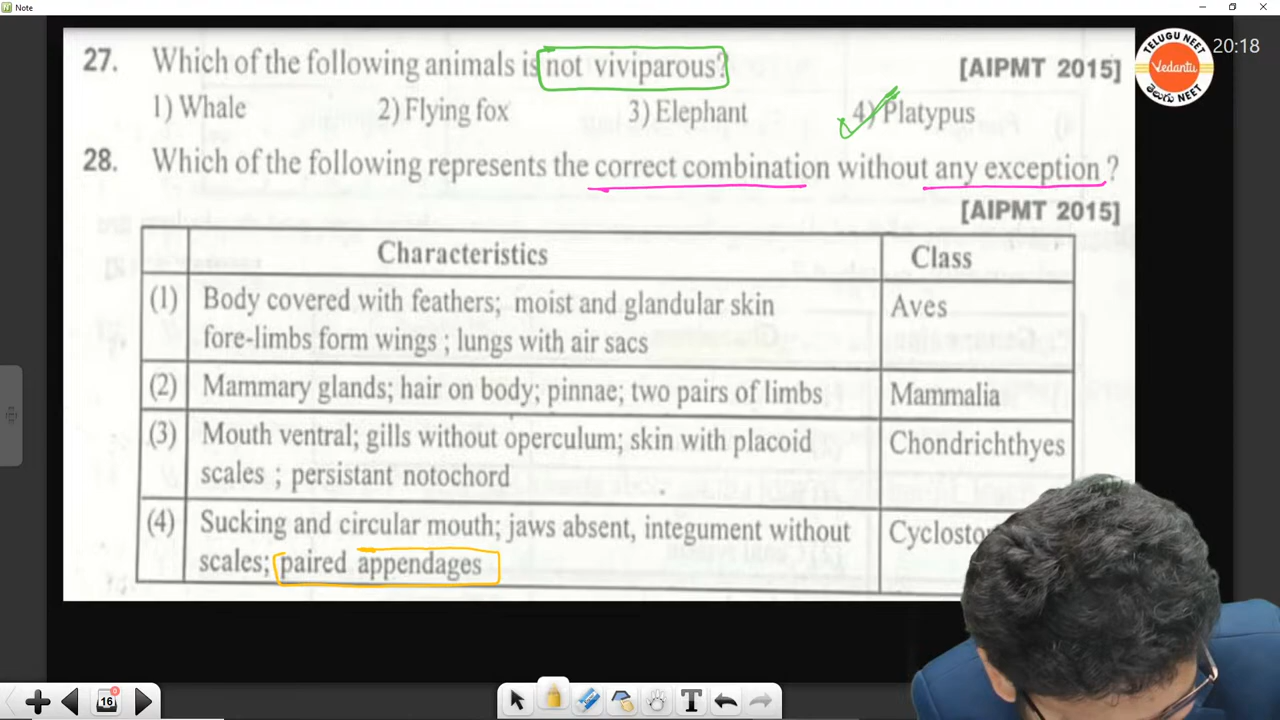 Note
TELUGU NEET
Vedantu
తెలుగు NEET
20:18
27. Which of the following animals is not viviparous? [AIPMT 2015]
1) Whale 2) Flying fox 3) Elephant 4) Platypus
28. Which of the following represents the correct combination without any exception ?
[AIPMT 2015]
Characteristics Class
(1) Body covered with feathers; moist and glandular skin Aves
fore-limbs form wings ; lungs with air sacs
(2) Mammary glands; hair on body; pinnae; two pairs of limbs Mammalia
(3) Mouth ventral; gills without operculum; skin with placoid Chondrichthyes
scales ; persistant notochord
(4) Sucking and circular mouth; jaws absent, integument without
scales; paired appendages
16
T